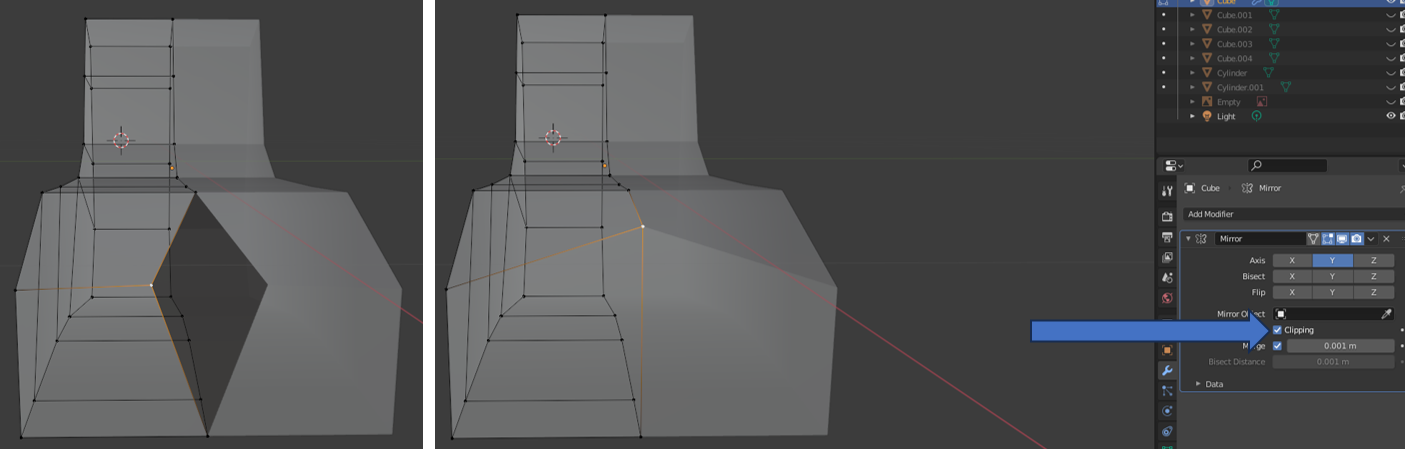 Cube
Cube.001
Cube.002
Cube.003
Cube.004
Cylinder
Cylinder.001
Empty
Light
Cube Mirror
Add Modifier
Mirror
Axis X Y Z
Bisect X Y Z
Flip X Y Z
Mirror Object
Clipping
0.001 m
Bisect Distance 0.001 m
Data